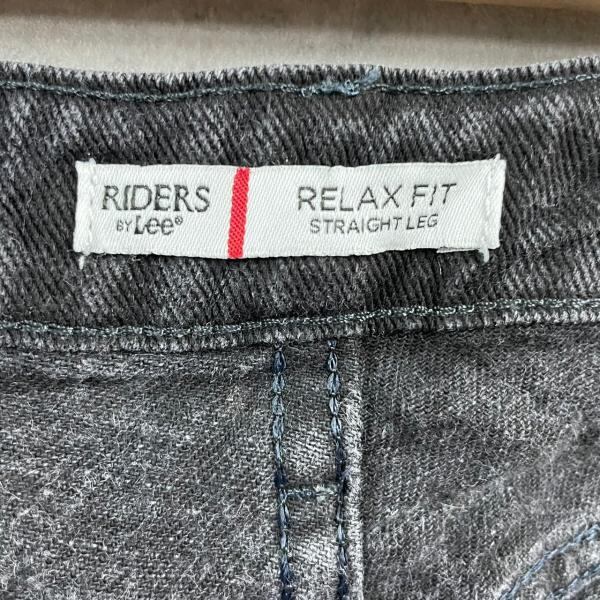 RIDERS
BY Lee®
RELAX FIT
STRAIGHT LEG